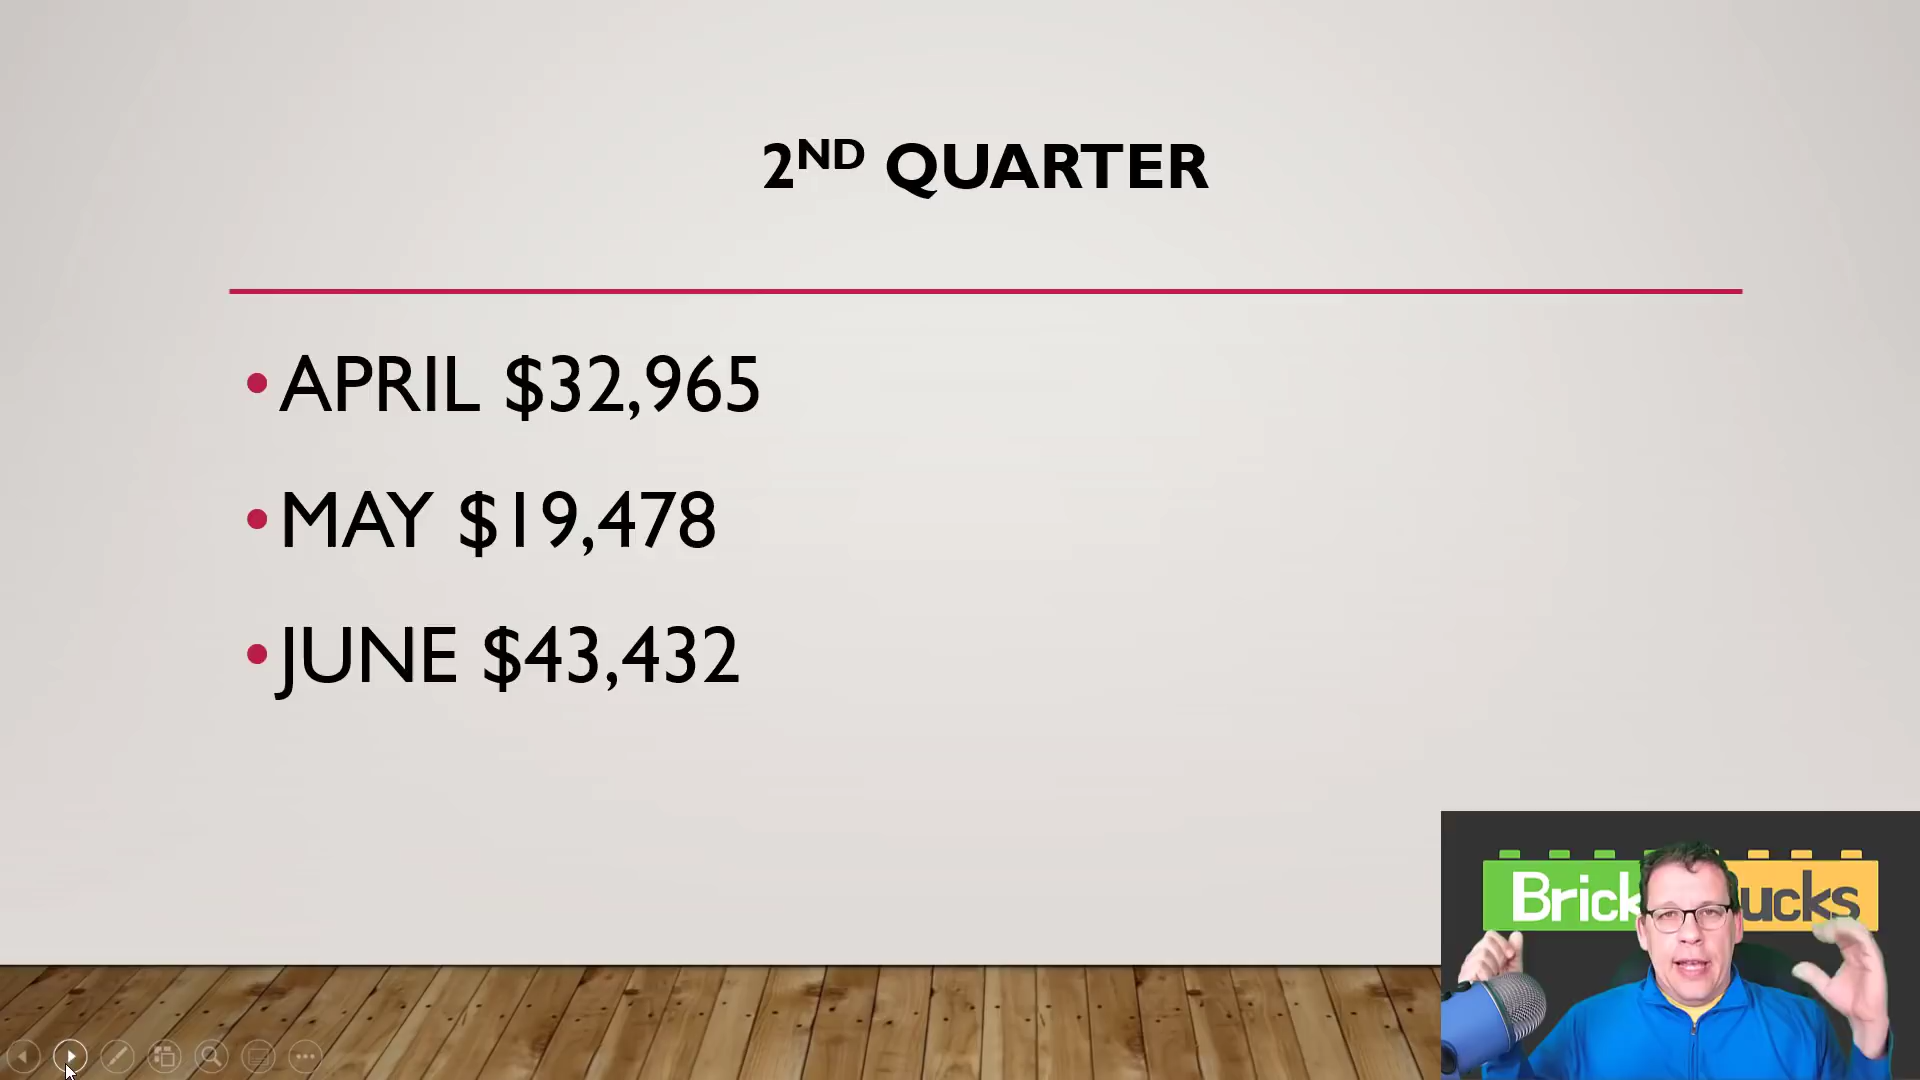 2ND QUARTER
• APRIL $32,965
• MAY $19,478
• JUNE $43,432
Brick ucks